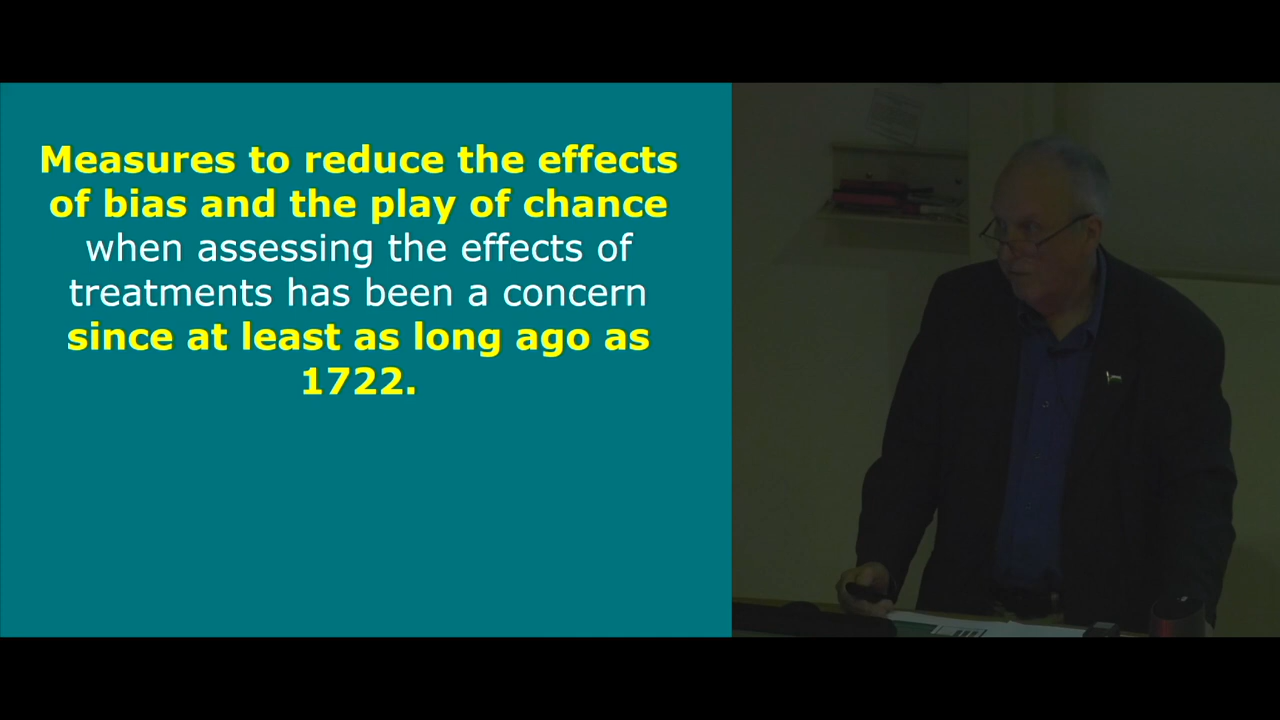 Measures to reduce the effects
of bias and the play of chance
when assessing the effects of
treatments has been a concern
since at least as long ago as
1722.